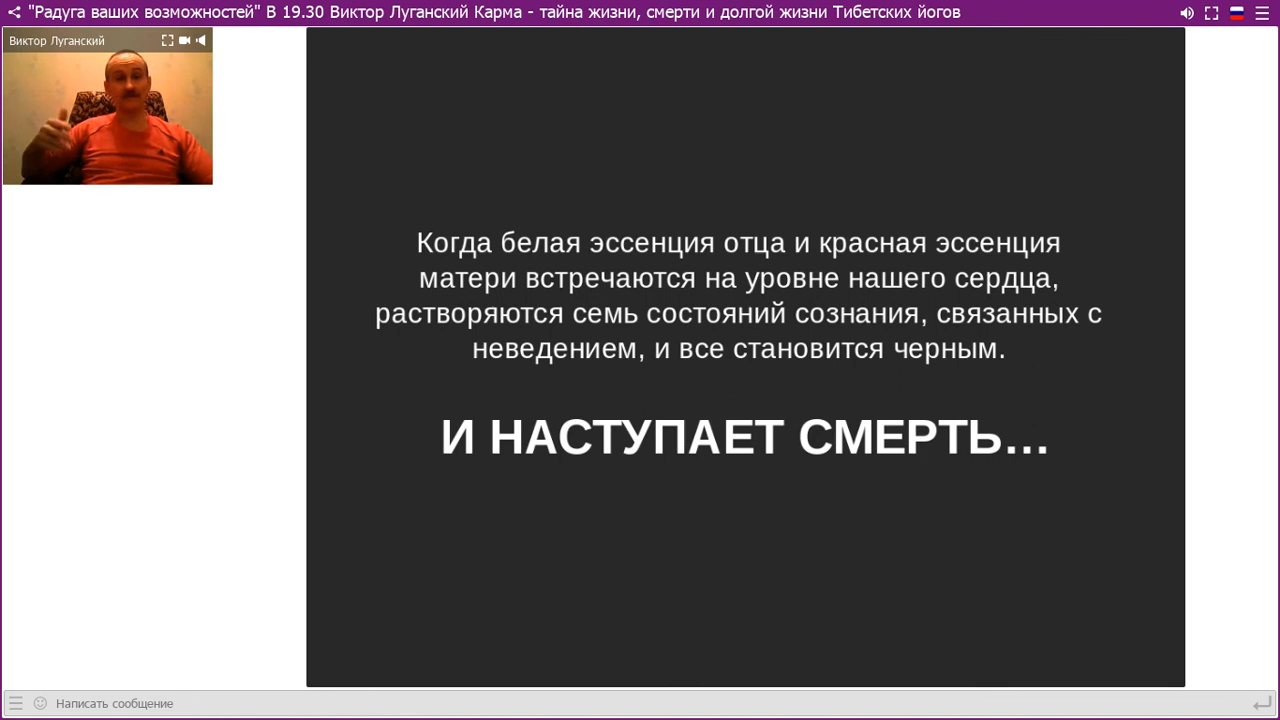 "Радуга ваших возможностей" В 19.30 Виктор Луганский Карма - тайна жизни, смерти и долгой жизни Тибетских йогов
Виктор Луганский
Когда белая эссенция отца и красная эссенция
матери встречаются на уровне нашего сердца,
растворяются семь состояний сознания, связанных с
неведением, и все становится черным.
И НАСТУПАЕТ СМЕРТЬ...
Написать сообщение